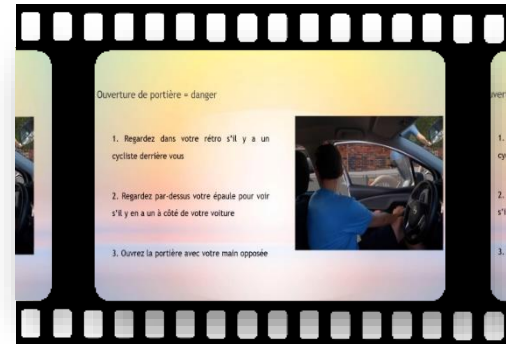 Ouverture de portière = danger
1. Regardez dans votre rétro s'il y a un
cycliste derrière vous
2. Regardez par-dessus votre épaule pour voir
s'il y en a un à côté de votre voiture
3. Ouvrez la portière avec votre main opposée